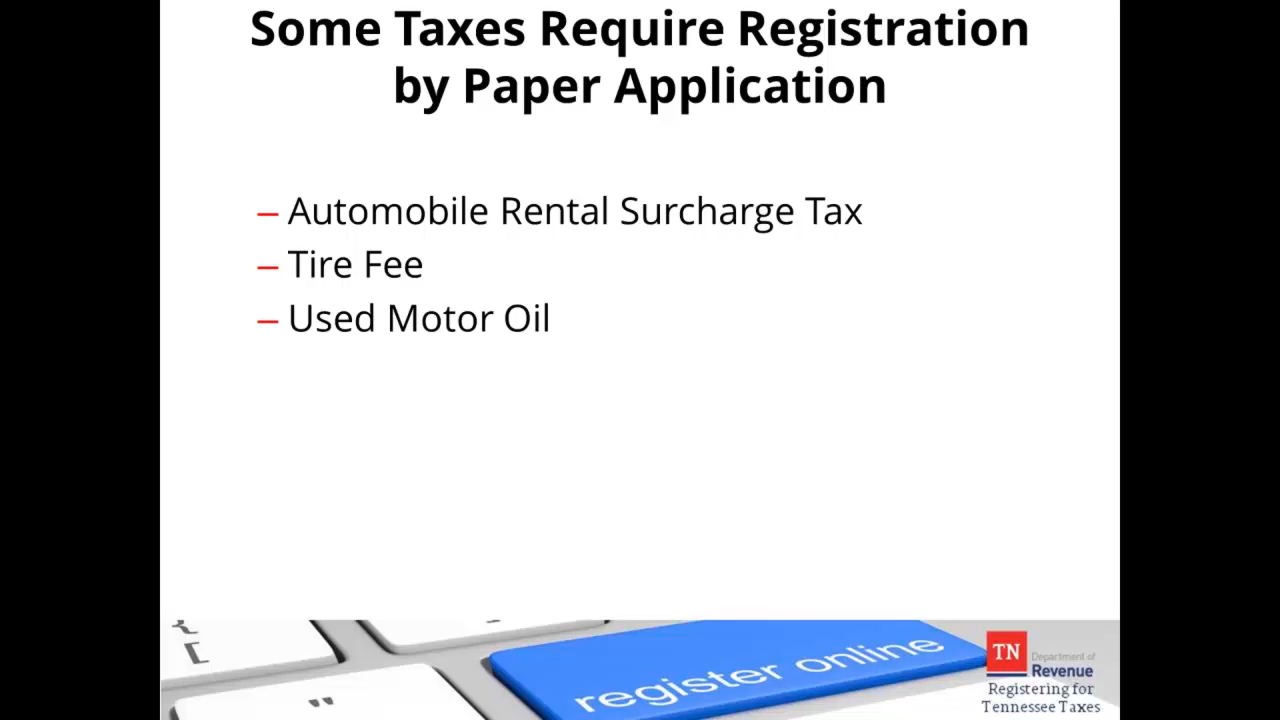 Some Taxes Require Registration
by Paper Application
– Automobile Rental Surcharge Tax
– Tire Fee
– Used Motor Oil
{
[
"
register online
TN
Department of
Revenue
Registering for
Tennessee Taxes